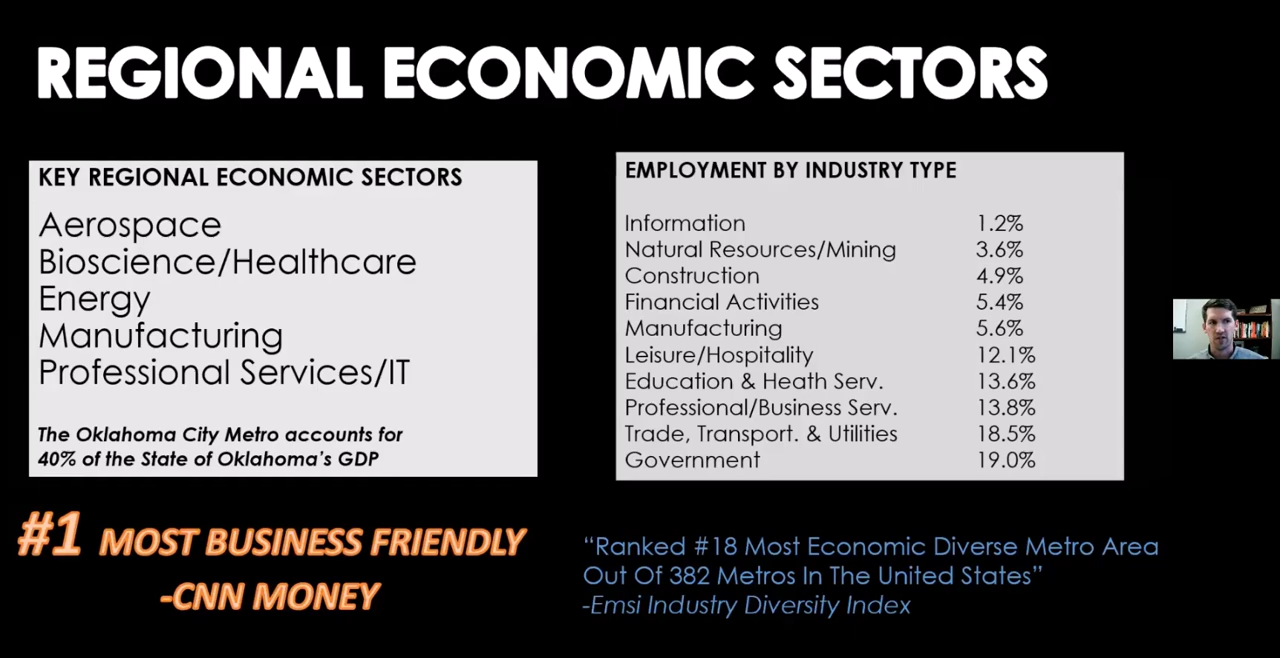 REGIONAL ECONOMIC SECTORS
KEY REGIONAL ECONOMIC SECTORS
Aerospace
Bioscience/Healthcare
Energy
Manufacturing
Professional Services/IT
The Oklahoma City Metro accounts for
40% of the State of Oklahoma's GDP
EMPLOYMENT BY INDUSTRY TYPE
Information 1.2%
Natural Resources/Mining 3.6%
Construction 4.9%
Financial Activities 5.4%
Manufacturing 5.6%
Leisure/Hospitality 12.1%
Education & Heath Serv. 13.6%
Professional/Business Serv. 13.8%
Trade, Transport. & Utilities 18.5%
Government 19.0%
#1 MOST BUSINESS FRIENDLY
-CNN MONEY
“Ranked #18 Most Economic Diverse Metro Area
Out Of 382 Metros In The United States”
-Emsi Industry Diversity Index